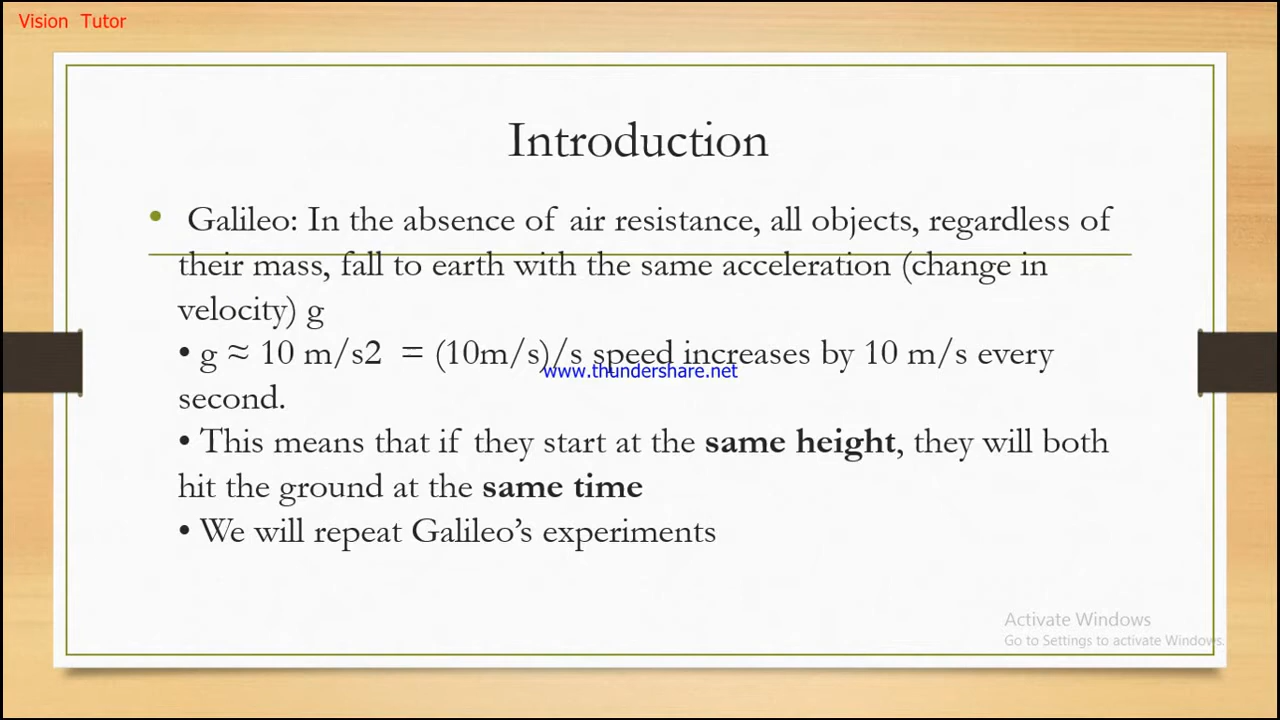 Vision Tutor
Introduction
• Galileo: In the absence of air resistance, all objects, regardless of
their mass, fall to earth with the same acceleration (change in
velocity) g
• g ≈ 10 m/s2 = (10m/s)/s speed increases by 10 m/s every
www.thundershare.net
second.
• This means that if they start at the same height, they will both
hit the ground at the same time
• We will repeat Galileo’s experiments
Activate Windows
Go to Settings to activate Windows.